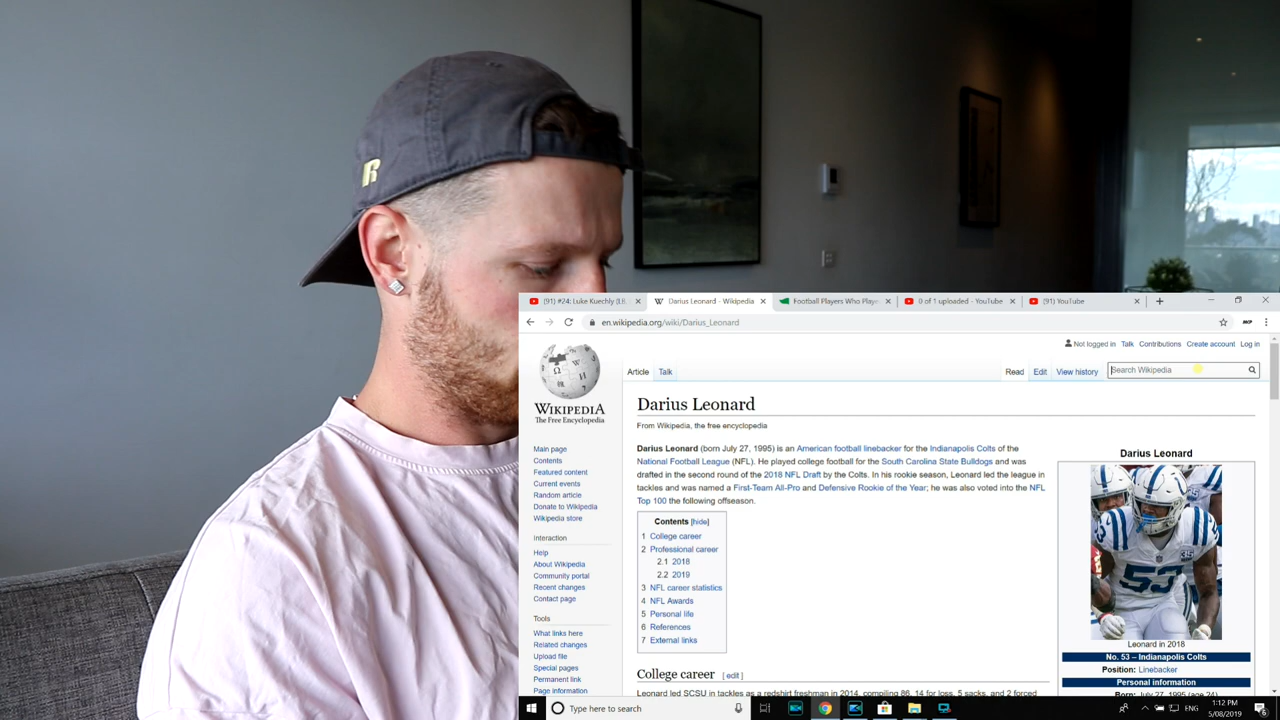 R
(91) #24: Luke Kuechly (LB,
Darius Leonard - Wikipedia
Football Players Who Playe
0 of 1 uploaded - YouTube
(91) YouTube
en.wikipedia.org/wiki/Darius_Leonard
Not logged in Talk Contributions Create account Log in
Article Talk
Read Edit View history
Search Wikipedia
WIKIPEDIA
The Free Encyclopedia
Main page
Contents
Featured content
Current events
Random article
Donate to Wikipedia
Wikipedia store
Interaction
Help
About Wikipedia
Community portal
Recent changes
Contact page
Tools
What links here
Related changes
Upload file
Special pages
Permanent link
Page information
Darius Leonard
From Wikipedia, the free encyclopedia
Darius Leonard (born July 27, 1995) is an American football linebacker for the Indianapolis Colts of the
National Football League (NFL). He played college football for the South Carolina State Bulldogs and was
drafted in the second round of the 2018 NFL Draft by the Colts. In his rookie season, Leonard led the league in
tackles and was named a First-Team All-Pro and Defensive Rookie of the Year; he was also voted into the NFL
Top 100 the following offseason.
Contents [hide]
1 College career
2 Professional career
2.1 2018
2.2 2019
3 NFL career statistics
4 NFL Awards
5 Personal life
6 References
7 External links
College career [ edit ]
Leonard led SCSU in tackles as a redshirt freshman in 2014, compiling 86, 14 for loss, 5 sacks, and 2 forced
Darius Leonard
53
Leonard in 2018
No. 53 – Indianapolis Colts
Position: Linebacker
Personal information
Born: July 27, 1995 (age 24)
Type here to search
ENG
1:12 PM
5/08/2019
6